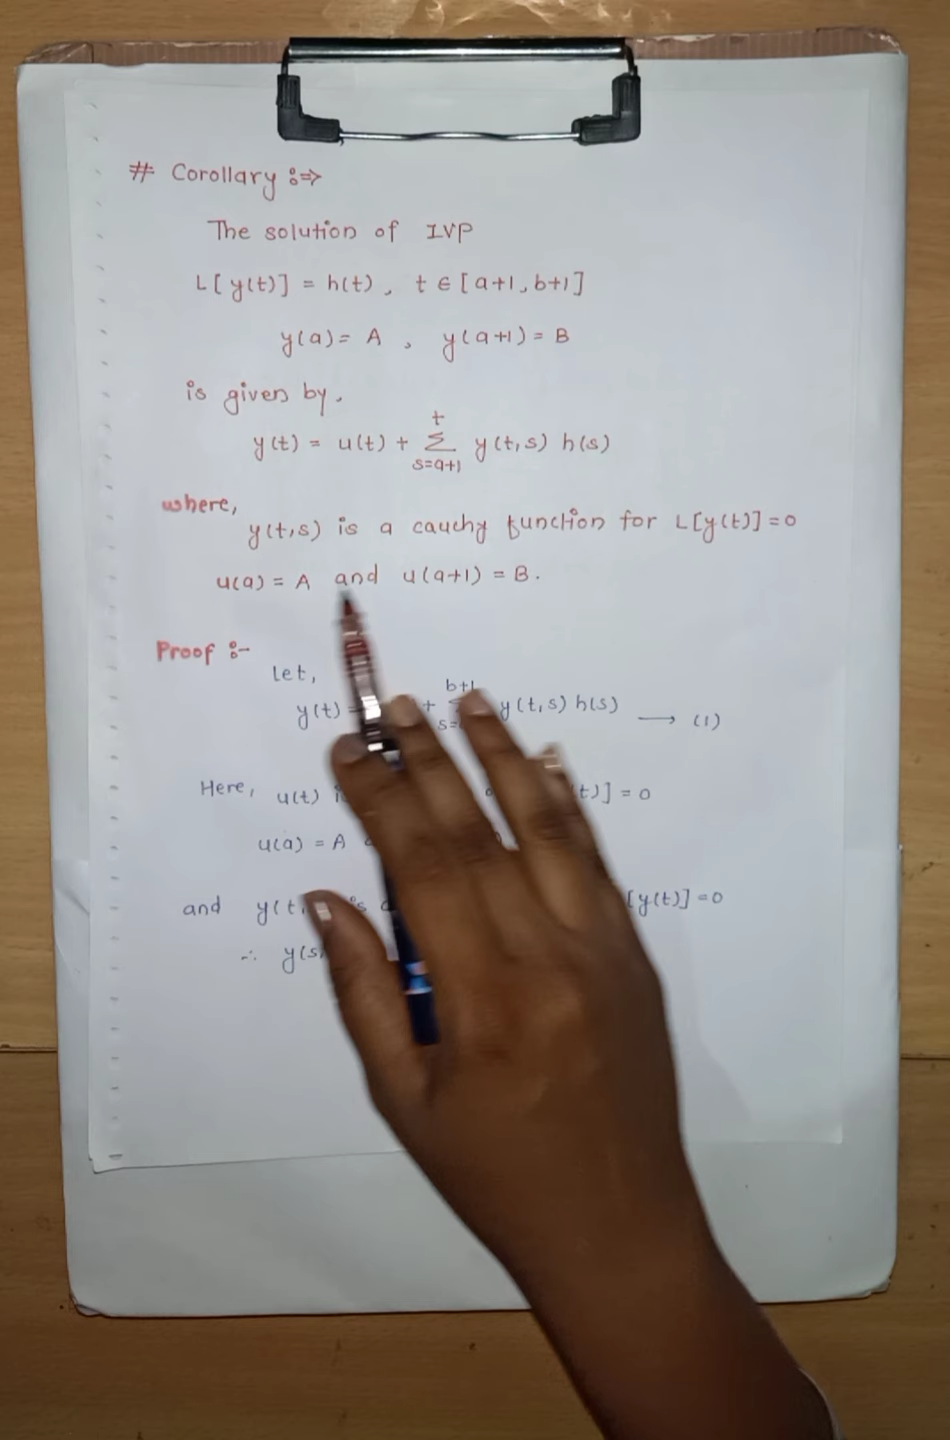 # Corollary :⇒
The solution of IVP
L[y(t)] = h(t), t ∈ [a+1, b+1]
y(a) = A , y(a+1) = B
is given by.
t
y(t) = u(t) + Σ y(t,s) h(s)
s=a+1
where,
y(t,s) is a cauchy function for L[y(t)] = 0
u(a) = A and u(a+1) = B.
Proof :-
Let,
b+1
y(t) = + y(t,s) h(s) ⟶ (1)
s=
Here, u(t) t)] = 0
u(a) = A
and y(t, is [y(t)] = 0
∴ y(s